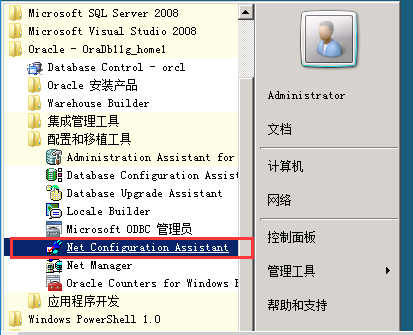 Microsoft SQL Server 2008
Microsoft Visual Studio 2008
Oracle - OraDb11g_home1
Database Control - orcl
Oracle 安装产品
Warehouse Builder
集成管理工具
配置和移植工具
Administration Assistant for
Database Configuration Assist
Database Upgrade Assistant
Locale Builder
Microsoft ODBC 管理员
Net Configuration Assistant
Net Manager
Oracle Counters for Windows P
应用程序开发
Windows PowerShell 1.0
Administrator
文档
计算机
网络
控制面板
管理工具
帮助和支持